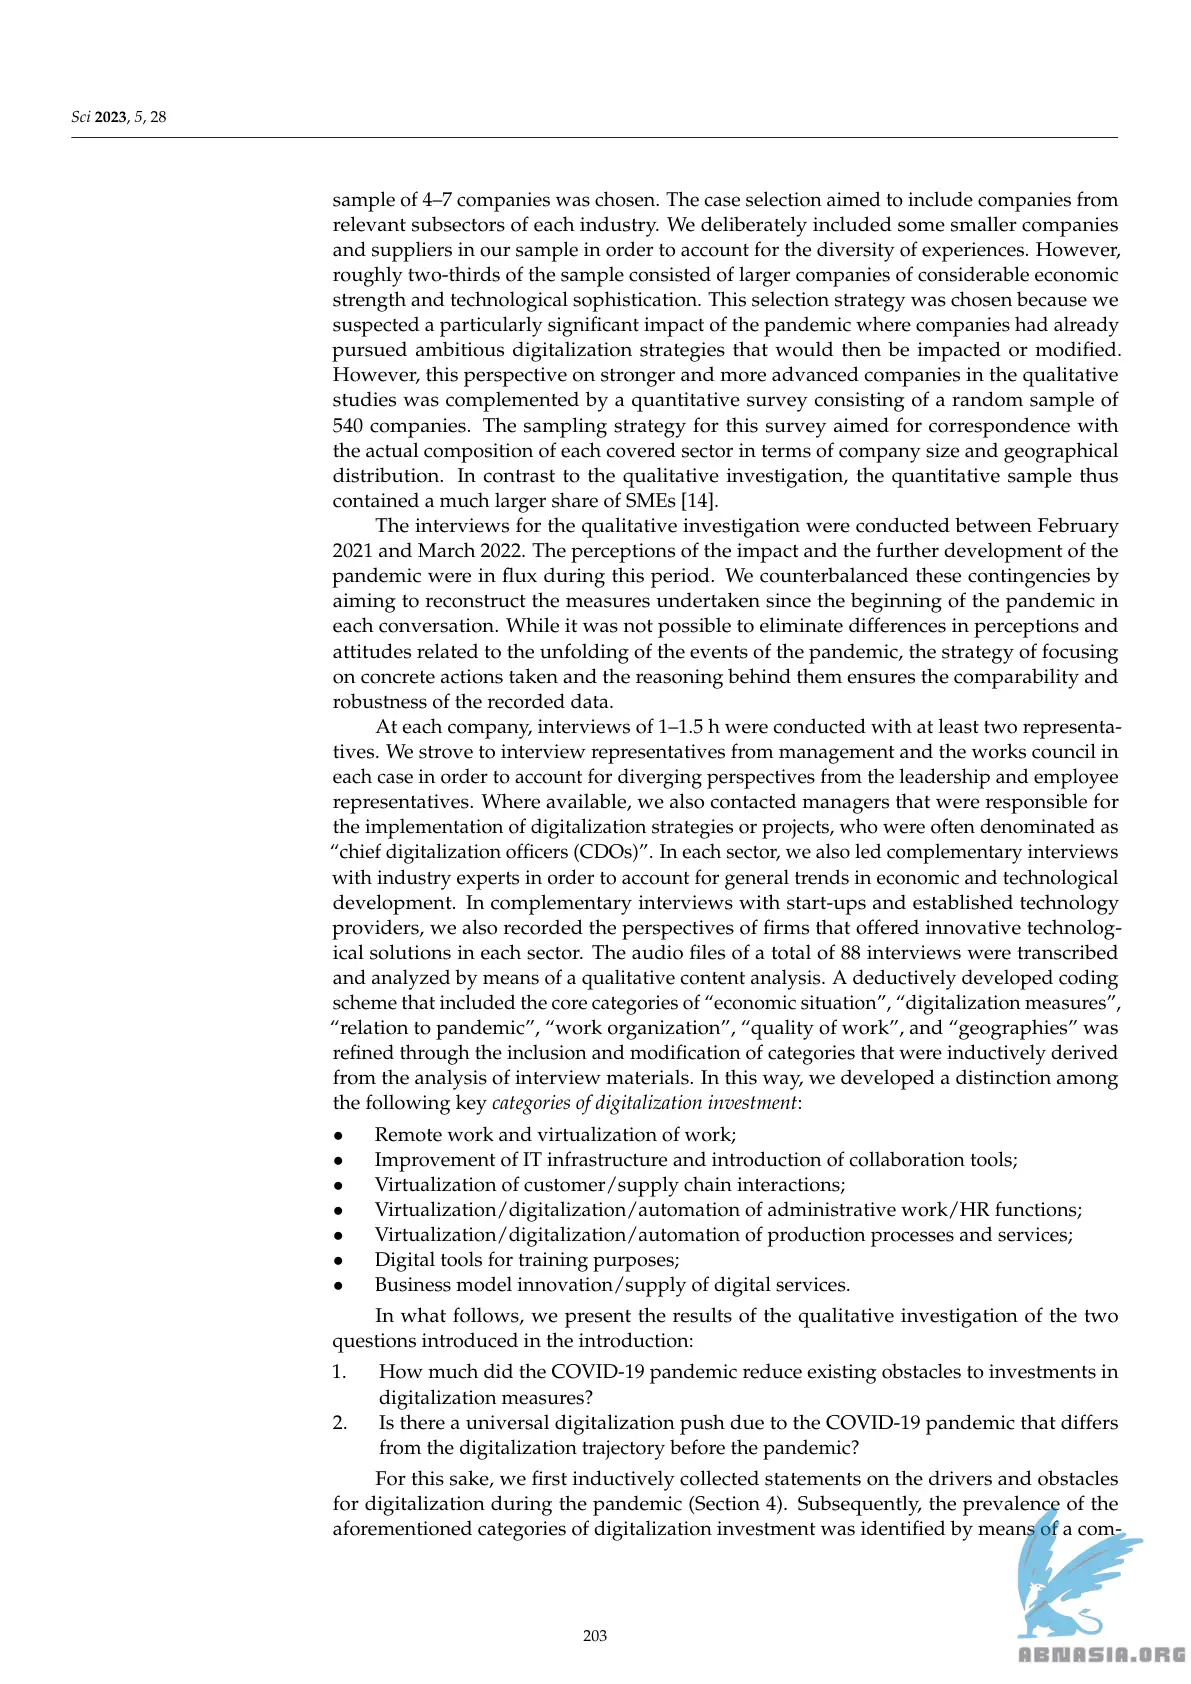 Sci 2023, 5, 28
sample of 4–7 companies was chosen. The case selection aimed to include companies from
relevant subsectors of each industry. We deliberately included some smaller companies
and suppliers in our sample in order to account for the diversity of experiences. However,
roughly two-thirds of the sample consisted of larger companies of considerable economic
strength and technological sophistication. This selection strategy was chosen because we
suspected a particularly significant impact of the pandemic where companies had already
pursued ambitious digitalization strategies that would then be impacted or modified.
However, this perspective on stronger and more advanced companies in the qualitative
studies was complemented by a quantitative survey consisting of a random sample of
540 companies. The sampling strategy for this survey aimed for correspondence with
the actual composition of each covered sector in terms of company size and geographical
distribution. In contrast to the qualitative investigation, the quantitative sample thus
contained a much larger share of SMEs [14].
The interviews for the qualitative investigation were conducted between February
2021 and March 2022. The perceptions of the impact and the further development of the
pandemic were in flux during this period. We counterbalanced these contingencies by
aiming to reconstruct the measures undertaken since the beginning of the pandemic in
each conversation. While it was not possible to eliminate differences in perceptions and
attitudes related to the unfolding of the events of the pandemic, the strategy of focusing
on concrete actions taken and the reasoning behind them ensures the comparability and
robustness of the recorded data.
At each company, interviews of 1–1.5 h were conducted with at least two representa-
tives. We strove to interview representatives from management and the works council in
each case in order to account for diverging perspectives from the leadership and employee
representatives. Where available, we also contacted managers that were responsible for
the implementation of digitalization strategies or projects, who were often denominated as
“chief digitalization officers (CDOs)”. In each sector, we also led complementary interviews
with industry experts in order to account for general trends in economic and technological
development. In complementary interviews with start-ups and established technology
providers, we also recorded the perspectives of firms that offered innovative technolog-
ical solutions in each sector. The audio files of a total of 88 interviews were transcribed
and analyzed by means of a qualitative content analysis. A deductively developed coding
scheme that included the core categories of “economic situation”, “digitalization measures”,
“relation to pandemic”, “work organization”, “quality of work”, and “geographies” was
refined through the inclusion and modification of categories that were inductively derived
from the analysis of interview materials. In this way, we developed a distinction among
the following key categories of digitalization investment:
● Remote work and virtualization of work;
● Improvement of IT infrastructure and introduction of collaboration tools;
● Virtualization of customer/supply chain interactions;
● Virtualization/digitalization/automation of administrative work/HR functions;
● Virtualization/digitalization/automation of production processes and services;
● Digital tools for training purposes;
● Business model innovation/supply of digital services.
In what follows, we present the results of the qualitative investigation of the two
questions introduced in the introduction:
1. How much did the COVID-19 pandemic reduce existing obstacles to investments in
digitalization measures?
2. Is there a universal digitalization push due to the COVID-19 pandemic that differs
from the digitalization trajectory before the pandemic?
For this sake, we first inductively collected statements on the drivers and obstacles
for digitalization during the pandemic (Section 4). Subsequently, the prevalence of the
aforementioned categories of digitalization investment was identified by means of a com-
203
ABNASIA.ORG